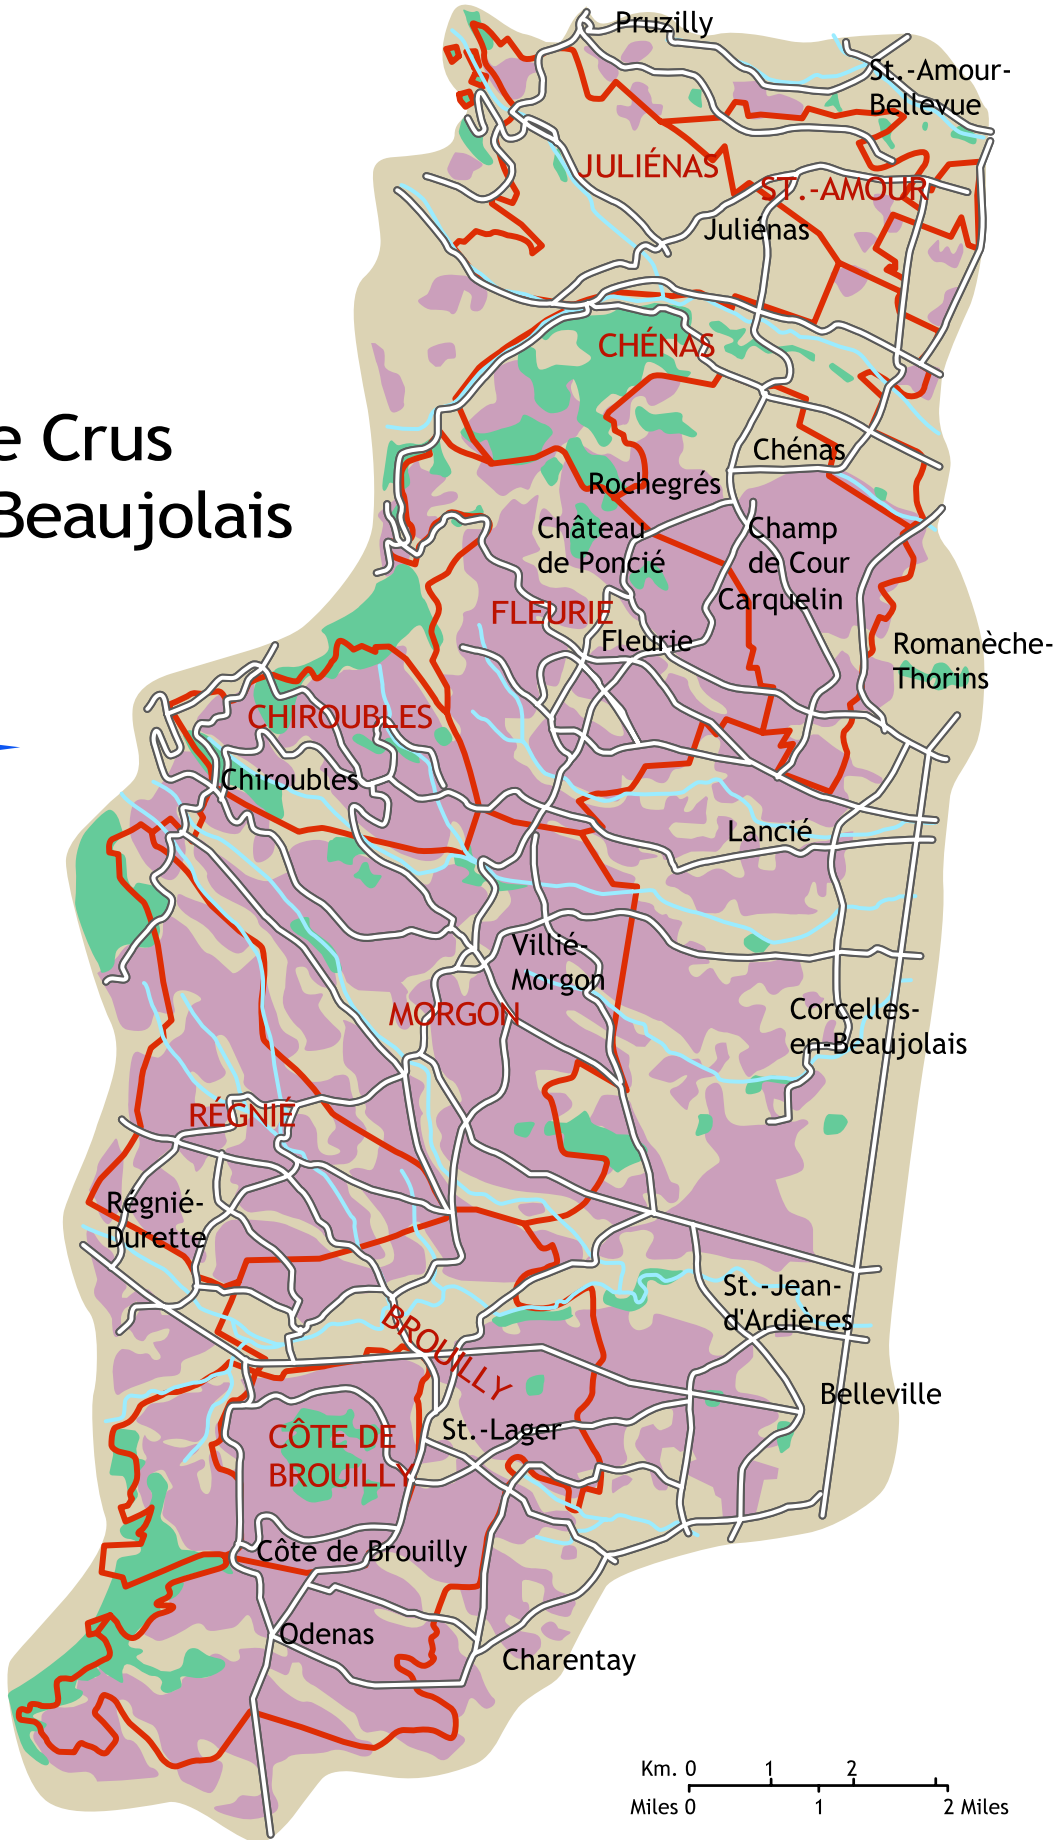 e Crus
Beaujolais
Pruzilly
St.-Amour-
Bellevue
JULIÉNAS
ST.-AMOUR
Juliénas
CHÉNAS
Chénas
Rochegrés
Château
de Poncié
Champ
de Cour
Carquelin
FLEURIE
Fleurie
Romanèche-
Thorins
CHIROUBLES
Chiroubles
Lancié
Villié-
Morgon
MORGON
Corcelles-
en-Beaujolais
RÉGNIÉ
Régnié-
Durette
St.-Jean-
d'Ardières
BROUILLY
Belleville
St.-Lager
CÔTE DE
BROUILLY
Côte de Brouilly
Odenas
Charentay
Km. 0 1 2
Miles 0 1 2 Miles